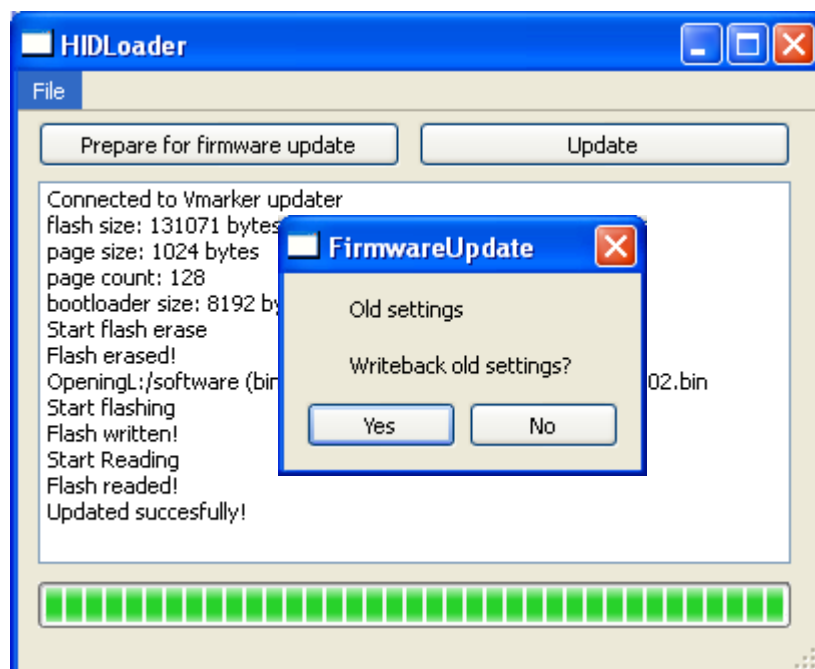 HIDLoader
File
Prepare for firmware update
Update
Connected to Vmarker updater
flash size: 131071 bytes
page size: 1024 bytes
page count: 128
bootloader size: 8192
Start flash erase
Flash erased!
OpeningL:/software 02.bin
Start flashing
Flash written!
Start Reading
Flash readed!
Updated succesfully!
FirmwareUpdate
Old settings
Writeback old settings?
Yes
No